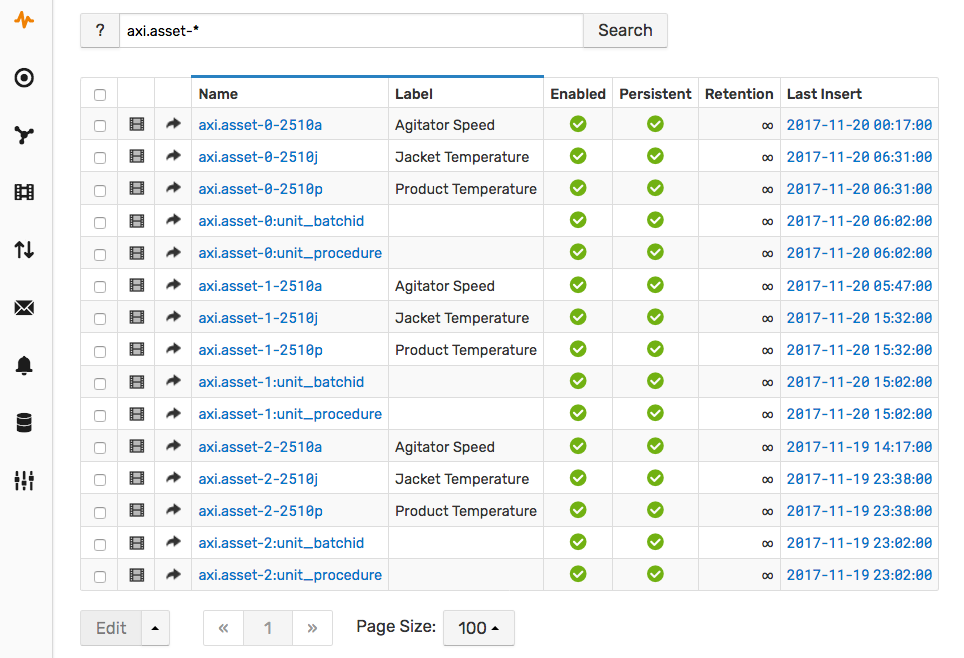 ? axi.asset-* Search
Name Label Enabled Persistent Retention Last Insert
axi.asset-0-2510a Agitator Speed ∞ 2017-11-20 00:17:00
axi.asset-0-2510j Jacket Temperature ∞ 2017-11-20 06:31:00
axi.asset-0-2510p Product Temperature ∞ 2017-11-20 06:31:00
axi.asset-0:unit_batchid ∞ 2017-11-20 06:02:00
axi.asset-0:unit_procedure ∞ 2017-11-20 06:02:00
axi.asset-1-2510a Agitator Speed ∞ 2017-11-20 05:47:00
axi.asset-1-2510j Jacket Temperature ∞ 2017-11-20 15:32:00
axi.asset-1-2510p Product Temperature ∞ 2017-11-20 15:32:00
axi.asset-1:unit_batchid ∞ 2017-11-20 15:02:00
axi.asset-1:unit_procedure ∞ 2017-11-20 15:02:00
axi.asset-2-2510a Agitator Speed ∞ 2017-11-19 14:17:00
axi.asset-2-2510j Jacket Temperature ∞ 2017-11-19 23:38:00
axi.asset-2-2510p Product Temperature ∞ 2017-11-19 23:38:00
axi.asset-2:unit_batchid ∞ 2017-11-19 23:02:00
axi.asset-2:unit_procedure ∞ 2017-11-19 23:02:00
Edit « 1 » Page Size: 100